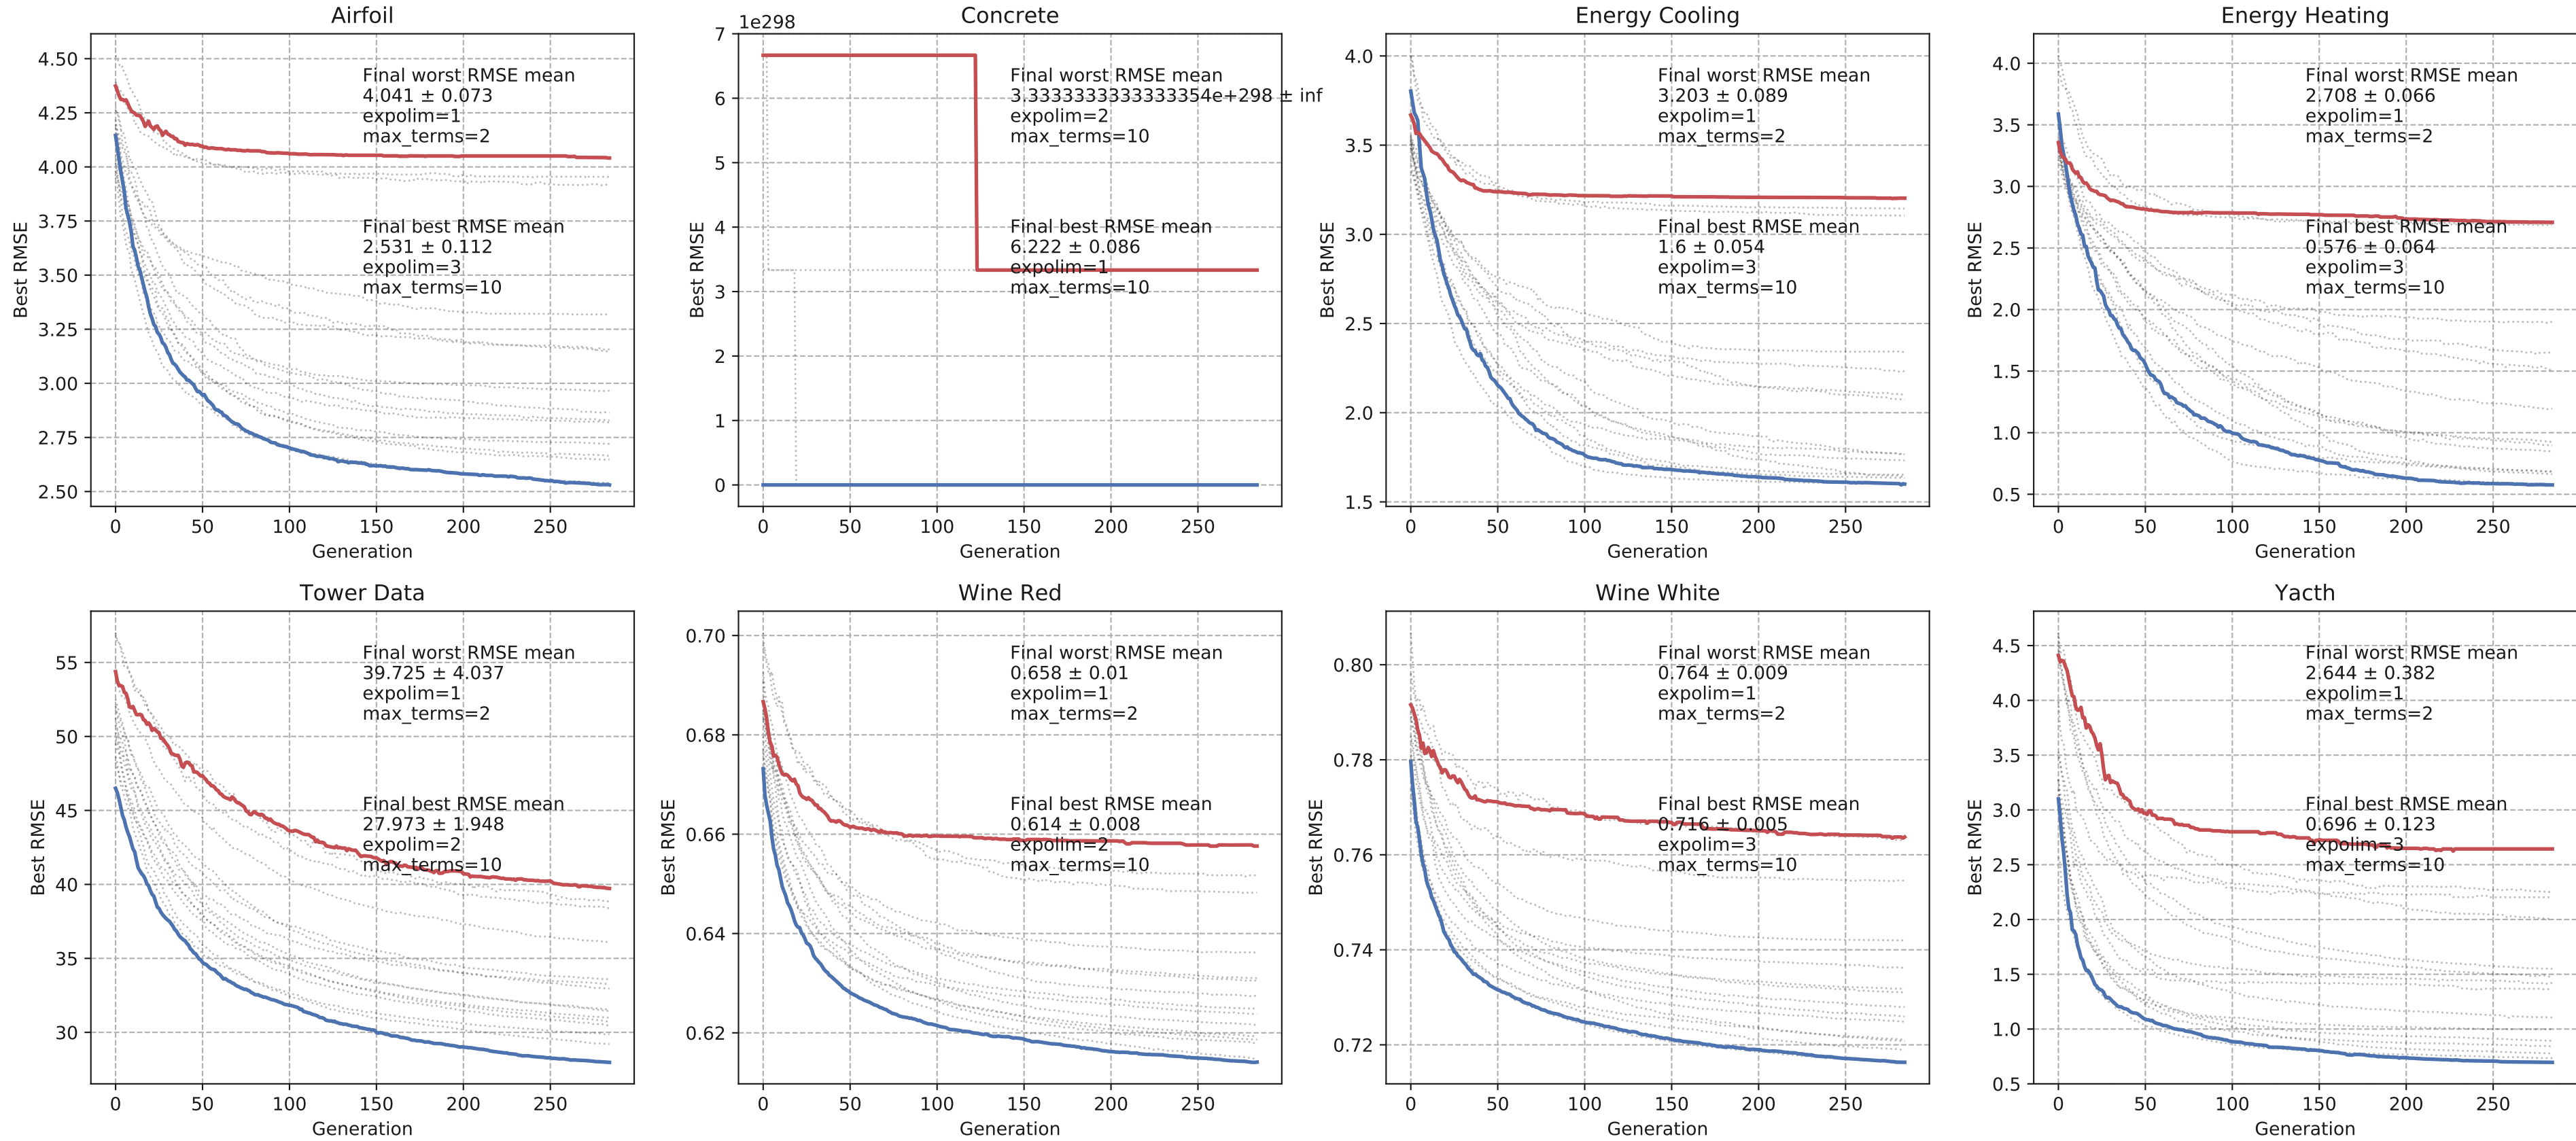 Airfoil
Best RMSE
4.50
4.25
4.00
3.75
3.50
3.25
3.00
2.75
2.50
Final worst RMSE mean
4.041 ± 0.073
expolim=1
max_terms=2
Final best RMSE mean
2.531 ± 0.112
expolim=3
max_terms=10
0 50 100 150 200 250
Generation
Concrete
1e298
Best RMSE
7
6
5
4
3
2
1
0
Final worst RMSE mean
3.3333333333333354e+298 ± inf
expolim=2
max_terms=10
Final best RMSE mean
6.222 ± 0.086
expolim=1
max_terms=10
0 50 100 150 200 250
Generation
Energy Cooling
Best RMSE
4.0
3.5
3.0
2.5
2.0
1.5
Final worst RMSE mean
3.203 ± 0.089
expolim=1
max_terms=2
Final best RMSE mean
1.6 ± 0.054
expolim=3
max_terms=10
0 50 100 150 200 250
Generation
Energy Heating
Best RMSE
4.0
3.5
3.0
2.5
2.0
1.5
1.0
0.5
Final worst RMSE mean
2.708 ± 0.066
expolim=1
max_terms=2
Final best RMSE mean
0.576 ± 0.064
expolim=3
max_terms=10
0 50 100 150 200 250
Generation
Tower Data
Best RMSE
55
50
45
40
35
30
Final worst RMSE mean
39.725 ± 4.037
expolim=1
max_terms=2
Final best RMSE mean
27.973 ± 1.948
expolim=2
max_terms=10
0 50 100 150 200 250
Generation
Wine Red
Best RMSE
0.70
0.68
0.66
0.64
0.62
Final worst RMSE mean
0.658 ± 0.01
expolim=1
max_terms=2
Final best RMSE mean
0.614 ± 0.008
expolim=2
max_terms=10
0 50 100 150 200 250
Generation
Wine White
Best RMSE
0.80
0.78
0.76
0.74
0.72
Final worst RMSE mean
0.764 ± 0.009
expolim=1
max_terms=2
Final best RMSE mean
0.716 ± 0.005
expolim=3
max_terms=10
0 50 100 150 200 250
Generation
Yacth
Best RMSE
4.5
4.0
3.5
3.0
2.5
2.0
1.5
1.0
0.5
Final worst RMSE mean
2.644 ± 0.382
expolim=1
max_terms=2
Final best RMSE mean
0.696 ± 0.123
expolim=3
max_terms=10
0 50 100 150 200 250
Generation